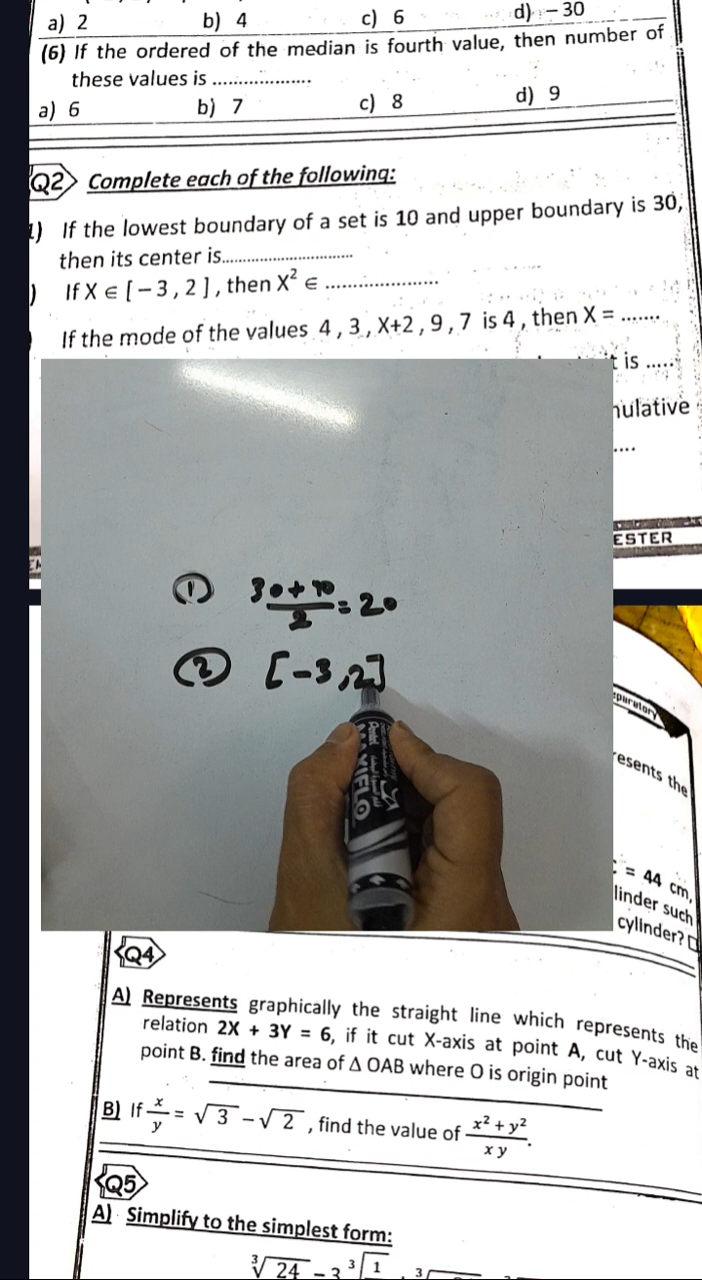 a) 2 b) 4 c) 6 d) – 30
(6) If the ordered of the median is fourth value, then number of
these values is ...................
a) 6 b) 7 c) 8 d) 9
Q2 Complete each of the following:
1) If the lowest boundary of a set is 10 and upper boundary is 30,
then its center is..............................
) If X ∈ [ – 3 , 2 ] , then X² ∈ .....................
If the mode of the values 4 , 3 , X+2 , 9 , 7 is 4 , then X = .......
t is .....
ulative
....
ESTER
① 30+10/2 = 20
② [-3,2]
Pentel
MAXIFLO
esents the
= 44 cm,
linder such
cylinder?
Q4
A) Represents graphically the straight line which represents the
relation 2X + 3Y = 6, if it cut X-axis at point A, cut Y-axis at
point B. find the area of Δ OAB where O is origin point
B) If x/y = √3 – √2 , find the value of x² + y²/x y.
Q5
A) Simplify to the simplest form:
∛24 – 3 ∛1